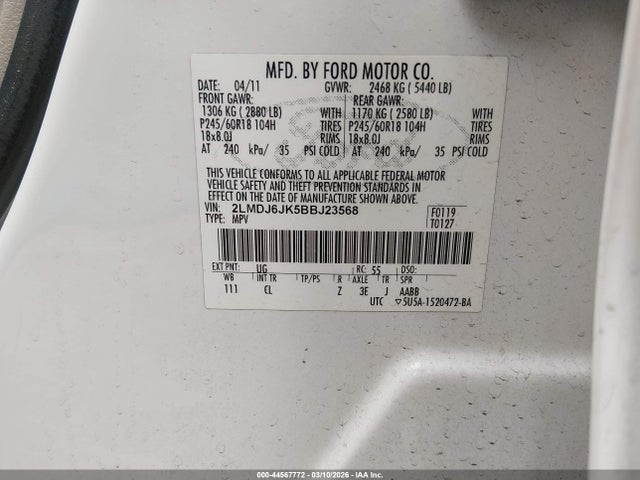 MFD. BY FORD MOTOR CO.
DATE: 04/11 GVWR: 2468 KG ( 5440 LB)
FRONT GAWR: REAR GAWR:
1306 KG ( 2880 LB) WITH 1170 KG ( 2580 LB) WITH
P245/60R18 104H TIRES P245/60R18 104H TIRES
18x8.0J RIMS 18x8.0J RIMS
AT 240 kPa/ 35 PSI COLD AT 240 kPa/ 35 PSI COLD
THIS VEHICLE CONFORMS TO ALL APPLICABLE FEDERAL MOTOR
VEHICLE SAFETY AND THEFT PREVENTION STANDARDS IN
EFFECT ON THE DATE OF MANUFACTURE SHOWN ABOVE.
VIN: 2LMDJ6JK5BBJ23568 F0119
TYPE: MPV T0127
EXT PNT: UG RC: 55 DSO:
WB INT TR TP/PS R AXLE TR SPR
111 CL Z 3E J AABB
UTC ▽5U5A-1520472-BA
000-44567772 - 03/10/2026 - IAA Inc.